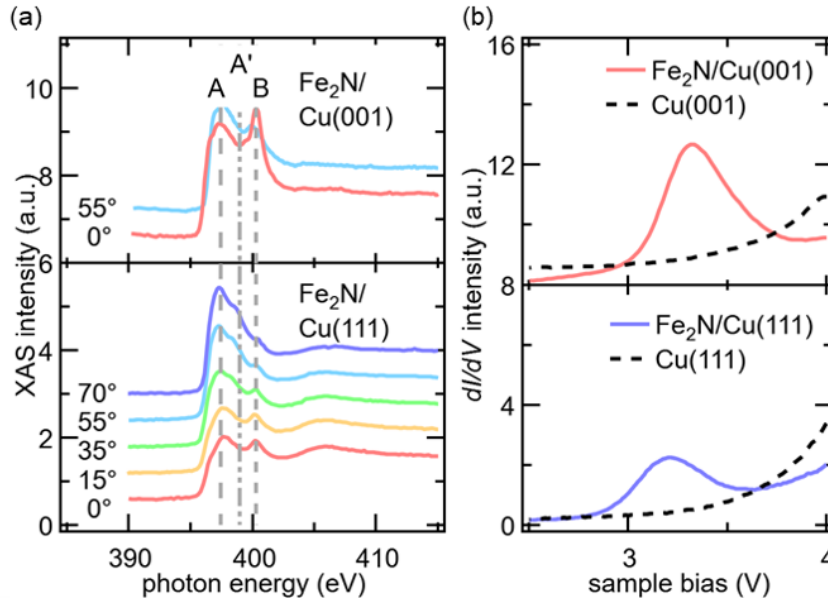 (a)
A
A'
B
Fe₂N/
Cu(001)
10
8
55°
0°
6
Fe₂N/
Cu(111)
4
70°
55°
35°
15°
0°
2
0
XAS intensity (a.u.)
390
400
410
photon energy (eV)
(b)
16
Fe₂N/Cu(001)
Cu(001)
12
8
Fe₂N/Cu(111)
Cu(111)
4
0
dI/dV intensity (a.u.)
3
4
sample bias (V)